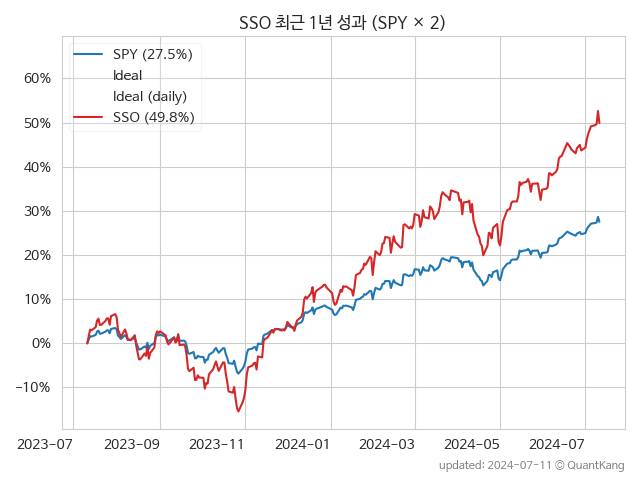 SSO 최근 1년 성과 (SPY × 2)
SPY (27.5%)
Ideal
Ideal (daily)
SSO (49.8%)
60%
50%
40%
30%
20%
10%
0%
−10%
2023-07
2023-09
2023-11
2024-01
2024-03
2024-05
2024-07
updated: 2024-07-11 © QuantKang